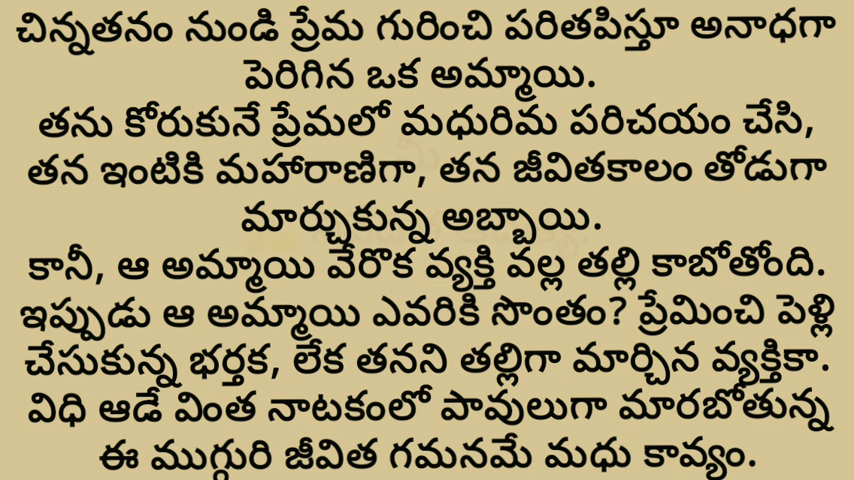 చిన్నతనం నుండి ప్రేమ గురించి పరితపిస్తూ అనాధగా
పెరిగిన ఒక అమ్మాయి.
తను కోరుకునే ప్రేమలో మధురిమ పరిచయం చేసి,
తన ఇంటికి మహారాణిగా, తన జీవితకాలం తోడుగా
మార్చుకున్న అబ్బాయి.
కానీ, ఆ అమ్మాయి వేరొక వ్యక్తి వల్ల తల్లి కాబోతోంది.
ఇప్పుడు ఆ అమ్మాయి ఎవరికి సొంతం? ప్రేమించి పెళ్లి
చేసుకున్న భర్తక, లేక తనని తల్లిగా మార్చిన వ్యక్తికా.
విధి ఆడే వింత నాటకంలో పావులుగా మారబోతున్న
ఈ ముగ్గురి జీవిత గమనమే మధు కావ్యం.